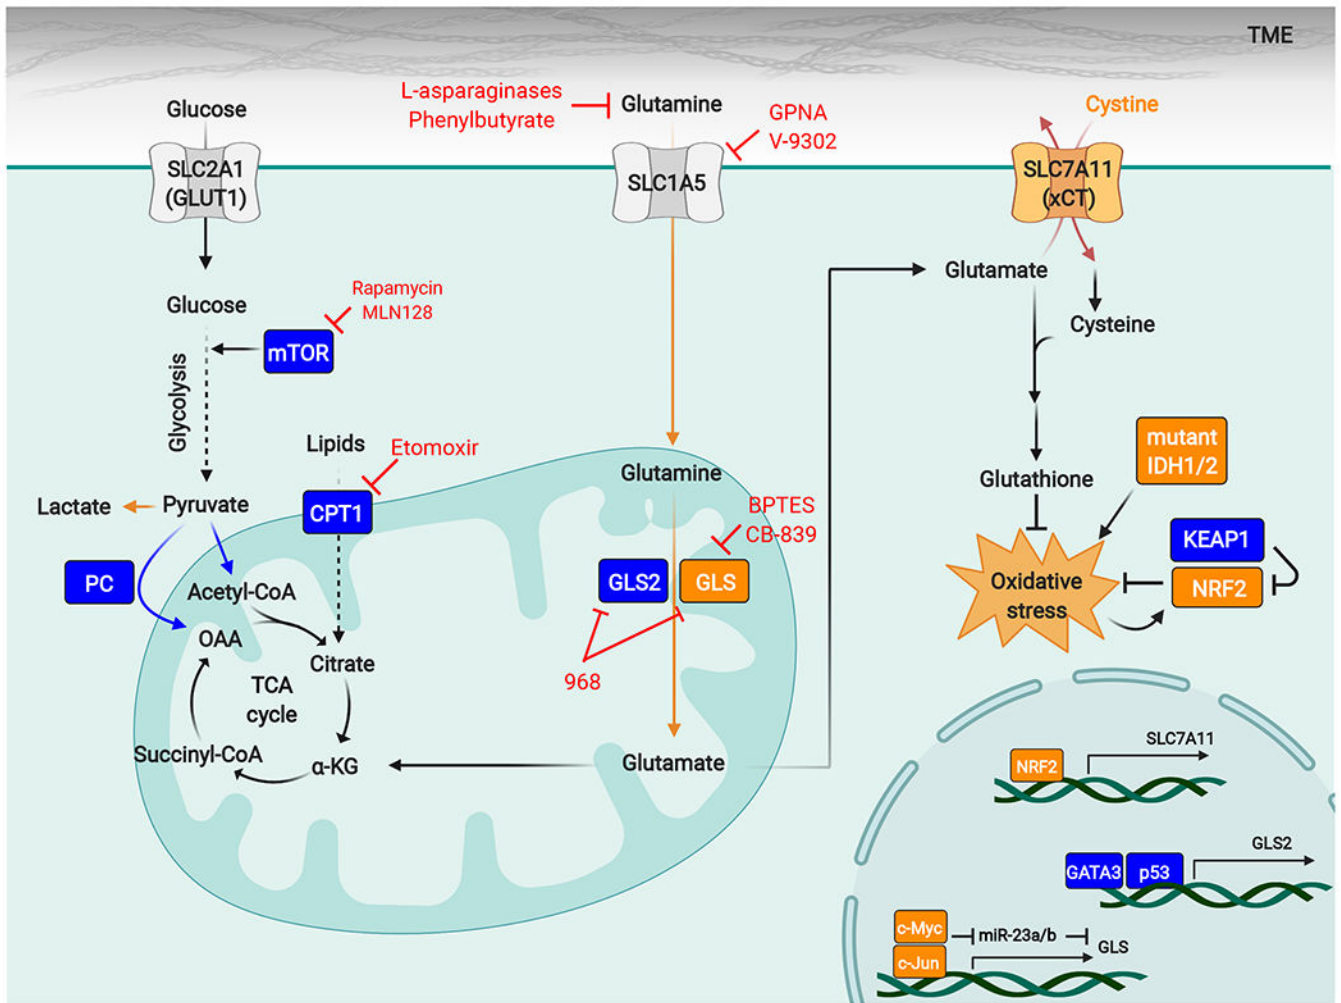 TME
Glucose
L-asparaginases
Phenylbutyrate
Glutamine
GPNA
V-9302
Cystine
SLC2A1
(GLUT1)
SLC1A5
SLC7A11
(xCT)
Glucose
Rapamycin
MLN128
mTOR
Glycolysis
Glutamate
Cysteine
Lipids
Etomoxir
CPT1
Lactate
Pyruvate
PC
Acetyl-CoA
OAA
Citrate
TCA
cycle
Succinyl-CoA
α-KG
Glutamine
BPTES
CB-839
GLS2
GLS
968
Glutamate
Glutathione
mutant
IDH1/2
KEAP1
NRF2
Oxidative
stress
SLC7A11
NRF2
GLS2
GATA3
p53
c-Myc
miR-23a/b
GLS
c-Jun